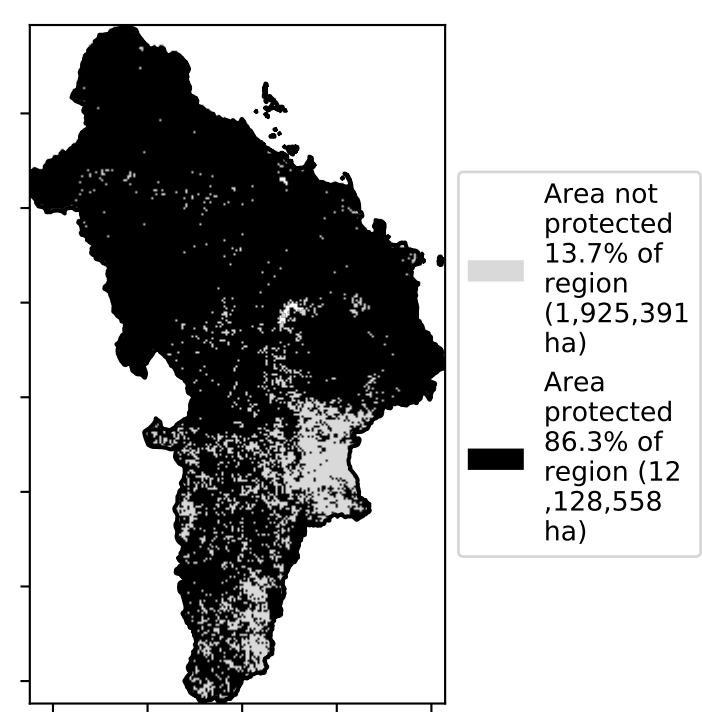 Area not
protected
13.7% of
region
(1,925,391
ha)
Area
protected
86.3% of
region (12
,128,558
ha)